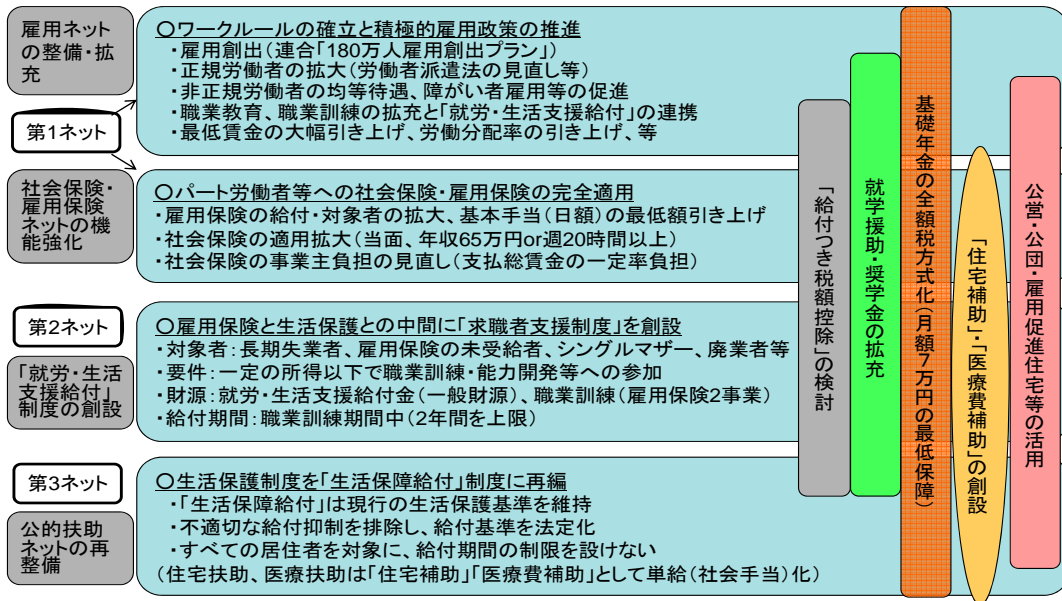 雇用ネット
の整備・拡
充
○ワークルールの確立と積極的雇用政策の推進
・雇用創出(連合「180万人雇用創出プラン」)
・正規労働者の拡大(労働者派遣法の見直し等)
・非正規労働者の均等待遇、障がい者雇用等の促進
・職業教育、職業訓練の拡充と「就労・生活支援給付」の連携
・最低賃金の大幅引き上げ、労働分配率の引き上げ、等
第1ネット
社会保険・
雇用保険
ネットの機
能強化
○パート労働者等への社会保険・雇用保険の完全適用
・雇用保険の給付・対象者の拡大、基本手当(日額)の最低額引き上げ
・社会保険の適用拡大(当面、年収65万円or週20時間以上)
・社会保険の事業主負担の見直し(支払総賃金の一定率負担)
第2ネット
「就労・生活
支援給付」
制度の創設
○雇用保険と生活保護との中間に「求職者支援制度」を創設
・対象者:長期失業者、雇用保険の未受給者、シングルマザー、廃業者等
・要件:一定の所得以下で職業訓練・能力開発等への参加
・財源:就労・生活支援給付金(一般財源)、職業訓練(雇用保険2事業)
・給付期間:職業訓練期間中(2年間を上限)
第3ネット
公的扶助
ネットの再
整備
○生活保護制度を「生活保障給付」制度に再編
・「生活保障給付」は現行の生活保護基準を維持
・不適切な給付抑制を排除し、給付基準を法定化
・すべての居住者を対象に、給付期間の制限を設けない
(住宅扶助、医療扶助は「住宅補助」「医療費補助」として単給(社会手当)化)
「給付つき税額控除」の検討
就学援助・奨学金の拡充
基礎年金の全額税方式化(月額7万円の最低保障)
「住宅補助」・「医療費補助」の創設
公営・公団・雇用促進住宅等の活用